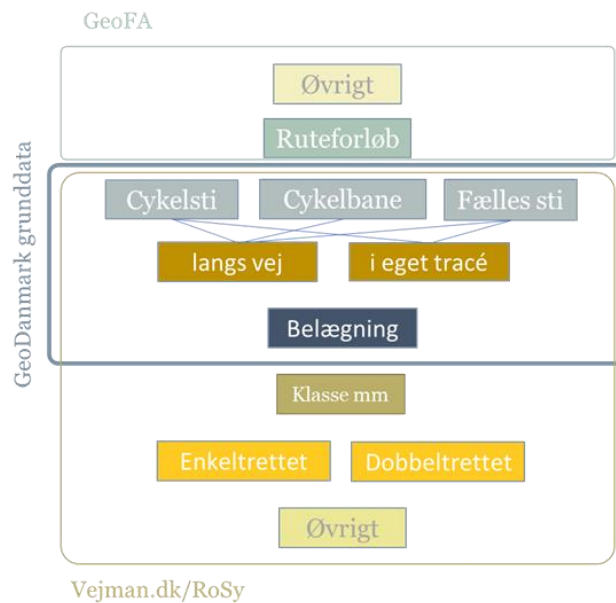 GeoFA
Øvrigt
Ruteforløb
GeoDanmark grunddata
Cykelsti
Cykelbane
Fælles sti
langs vej
i eget tracé
Belægning
Klasse mm
Enkeltrettet
Dobbeltrettet
Øvrigt
Vejman.dk/RoSy